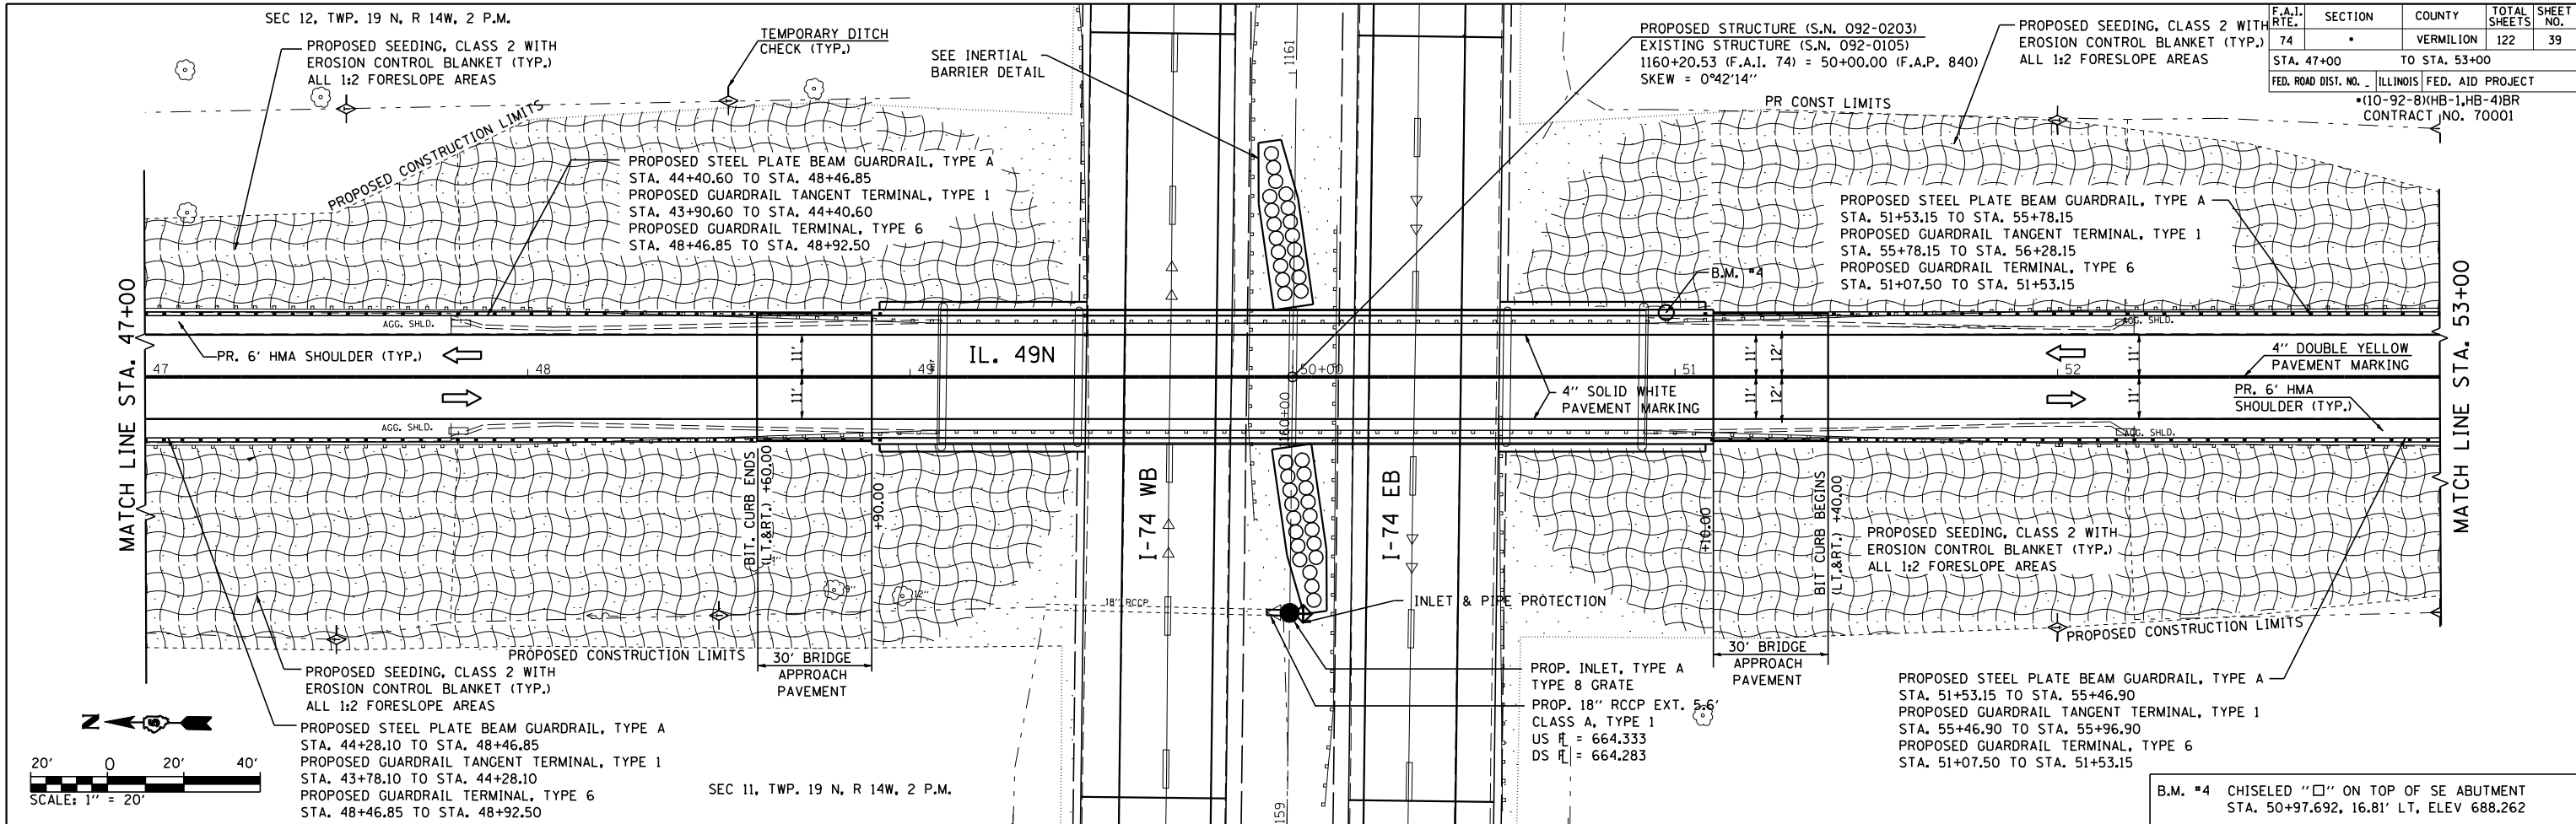 SEC 12, TWP. 19 N, R 14W, 2 P.M.
PROPOSED SEEDING, CLASS 2 WITH
EROSION CONTROL BLANKET (TYP.)
ALL 1:2 FORESLOPE AREAS
TEMPORARY DITCH
CHECK (TYP.)
SEE INERTIAL
BARRIER DETAIL
1161
PROPOSED STRUCTURE (S.N. 092-0203)
EXISTING STRUCTURE (S.N. 092-0105)
1160+20.53 (F.A.I. 74) = 50+00.00 (F.A.P. 840)
SKEW = 0°42'14"
PROPOSED SEEDING, CLASS 2 WITH
EROSION CONTROL BLANKET (TYP.)
ALL 1:2 FORESLOPE AREAS
F.A.I. RTE. SECTION COUNTY TOTAL SHEETS SHEET NO.
74 • VERMILION 122 39
STA. 47+00 TO STA. 53+00
FED. ROAD DIST. NO. _ ILLINOIS FED. AID PROJECT
•(10-92-8)(HB-1,HB-4)BR
CONTRACT NO. 70001
PROPOSED CONSTRUCTION LIMITS
PR CONST LIMITS
PROPOSED STEEL PLATE BEAM GUARDRAIL, TYPE A
STA. 44+40.60 TO STA. 48+46.85
PROPOSED GUARDRAIL TANGENT TERMINAL, TYPE 1
STA. 43+90.60 TO STA. 44+40.60
PROPOSED GUARDRAIL TERMINAL, TYPE 6
STA. 48+46.85 TO STA. 48+92.50
PROPOSED STEEL PLATE BEAM GUARDRAIL, TYPE A
STA. 51+53.15 TO STA. 55+78.15
PROPOSED GUARDRAIL TANGENT TERMINAL, TYPE 1
STA. 55+78.15 TO STA. 56+28.15
PROPOSED GUARDRAIL TERMINAL, TYPE 6
STA. 51+07.50 TO STA. 51+53.15
B.M. #4
MATCH LINE STA. 47+00
AGG. SHLD.
PR. 6' HMA SHOULDER (TYP.)
11'
11'
IL. 49N
47
48
49
50+00
51
52
1160+00
11'
12'
11'
12'
11'
11'
AGG. SHLD.
4" DOUBLE YELLOW
PAVEMENT MARKING
4" SOLID WHITE
PAVEMENT MARKING
PR. 6' HMA
SHOULDER (TYP.)
AGG. SHLD.
AGG. SHLD.
MATCH LINE STA. 53+00
BIT. CURB ENDS
(LT.&RT.) +60.00
+90.00
I-74 WB
I-74 EB
+10.00
BIT CURB BEGINS
(LT.&RT.) +40.00
PROPOSED SEEDING, CLASS 2 WITH
EROSION CONTROL BLANKET (TYP.)
ALL 1:2 FORESLOPE AREAS
9"
12"
18" RCCP
INLET & PIPE PROTECTION
PROPOSED CONSTRUCTION LIMITS
PROPOSED CONSTRUCTION LIMITS
30' BRIDGE
APPROACH
PAVEMENT
30' BRIDGE
APPROACH
PAVEMENT
PROPOSED SEEDING, CLASS 2 WITH
EROSION CONTROL BLANKET (TYP.)
ALL 1:2 FORESLOPE AREAS
PROP. INLET, TYPE A
TYPE 8 GRATE
PROP. 18" RCCP EXT. 5.6'
CLASS A, TYPE 1
US FL = 664.333
DS FL = 664.283
PROPOSED STEEL PLATE BEAM GUARDRAIL, TYPE A
STA. 51+53.15 TO STA. 55+46.90
PROPOSED GUARDRAIL TANGENT TERMINAL, TYPE 1
STA. 55+46.90 TO STA. 55+96.90
PROPOSED GUARDRAIL TERMINAL, TYPE 6
STA. 51+07.50 TO STA. 51+53.15
N
PROPOSED STEEL PLATE BEAM GUARDRAIL, TYPE A
STA. 44+28.10 TO STA. 48+46.85
PROPOSED GUARDRAIL TANGENT TERMINAL, TYPE 1
STA. 43+78.10 TO STA. 44+28.10
PROPOSED GUARDRAIL TERMINAL, TYPE 6
STA. 48+46.85 TO STA. 48+92.50
20' 0 20' 40'
SCALE: 1" = 20'
SEC 11, TWP. 19 N, R 14W, 2 P.M.
1159
B.M. #4 CHISELED "□" ON TOP OF SE ABUTMENT
STA. 50+97.692, 16.81' LT, ELEV 688.262